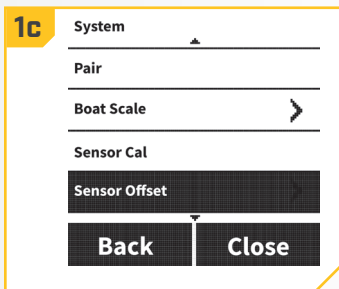 1c
System
Pair
Boat Scale
Sensor Cal
Sensor Offset
Back Close